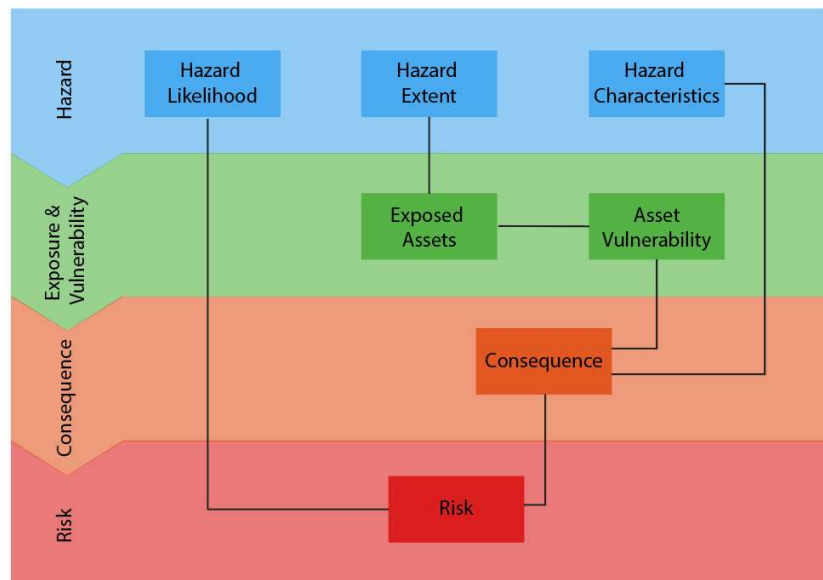 Hazard
Hazard
Likelihood
Hazard
Extent
Hazard
Characteristics
Exposure &
Vulnerability
Exposed
Assets
Asset
Vulnerability
Consequence
Consequence
Risk
Risk